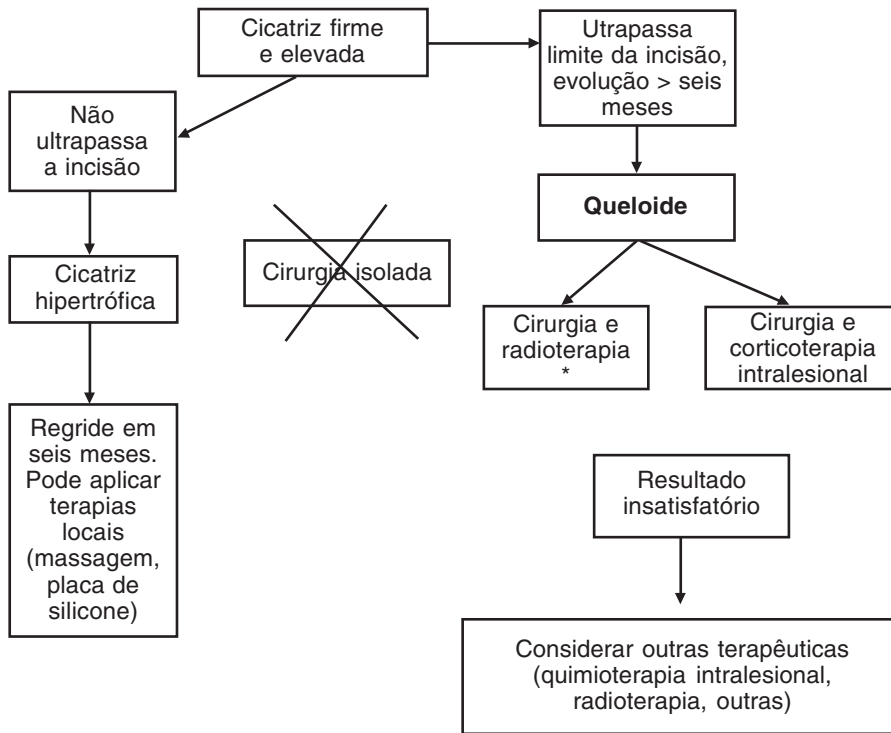 Cicatriz firme
e elevada
Utrapassa
limite da incisão,
evolução > seis
meses
Não
ultrapassa
a incisão
Queloide
Cirurgia isolada
Cicatriz
hipertrófica
Cirurgia e
radioterapia
*
Cirurgia e
corticoterapia
intralesional
Regride em
seis meses.
Pode aplicar
terapias
locais
(massagem,
placa de
silicone)
Resultado
insatisfatório
Considerar outras terapêuticas
(quimioterapia intralesional,
radioterapia, outras)